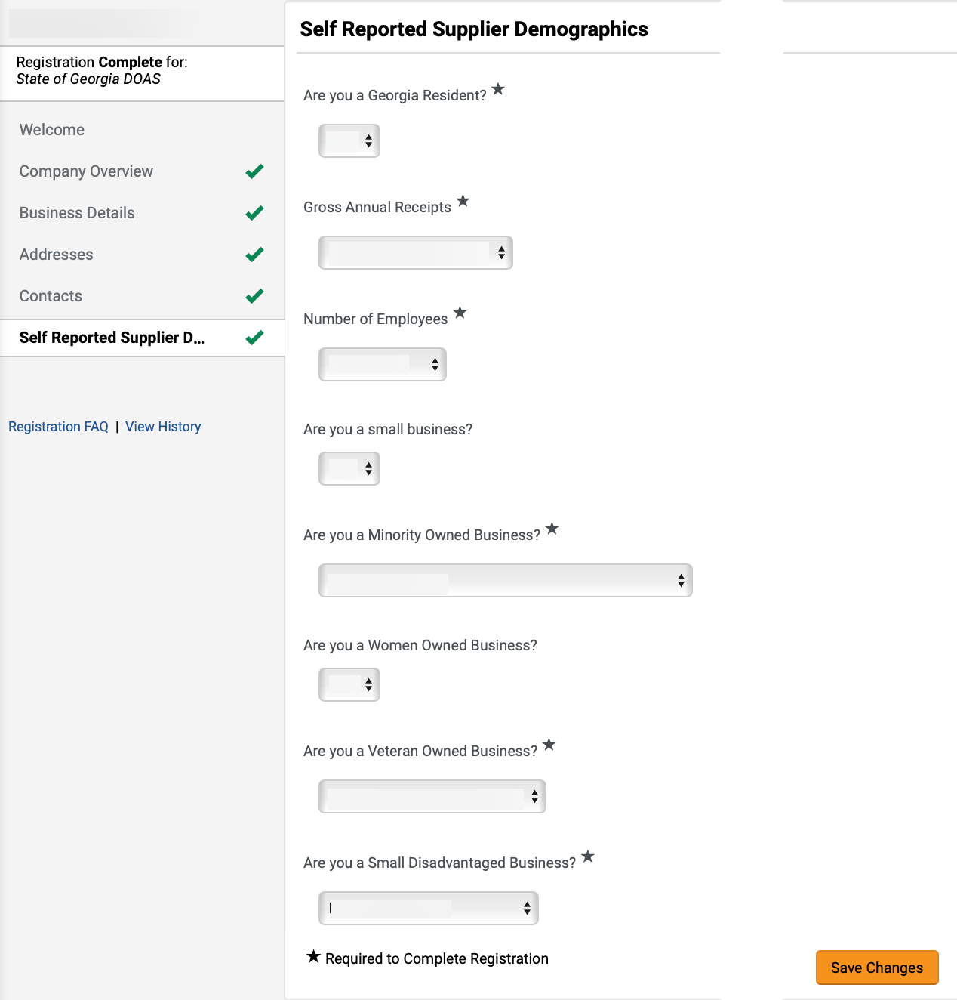 Registration Complete for:
State of Georgia DOAS
Welcome
Company Overview
Business Details
Addresses
Contacts
Self Reported Supplier D...
Registration FAQ | View History
Self Reported Supplier Demographics
Are you a Georgia Resident? ★
Gross Annual Receipts ★
Number of Employees ★
Are you a small business?
Are you a Minority Owned Business? ★
Are you a Women Owned Business?
Are you a Veteran Owned Business? ★
Are you a Small Disadvantaged Business? ★
★ Required to Complete Registration
Save Changes